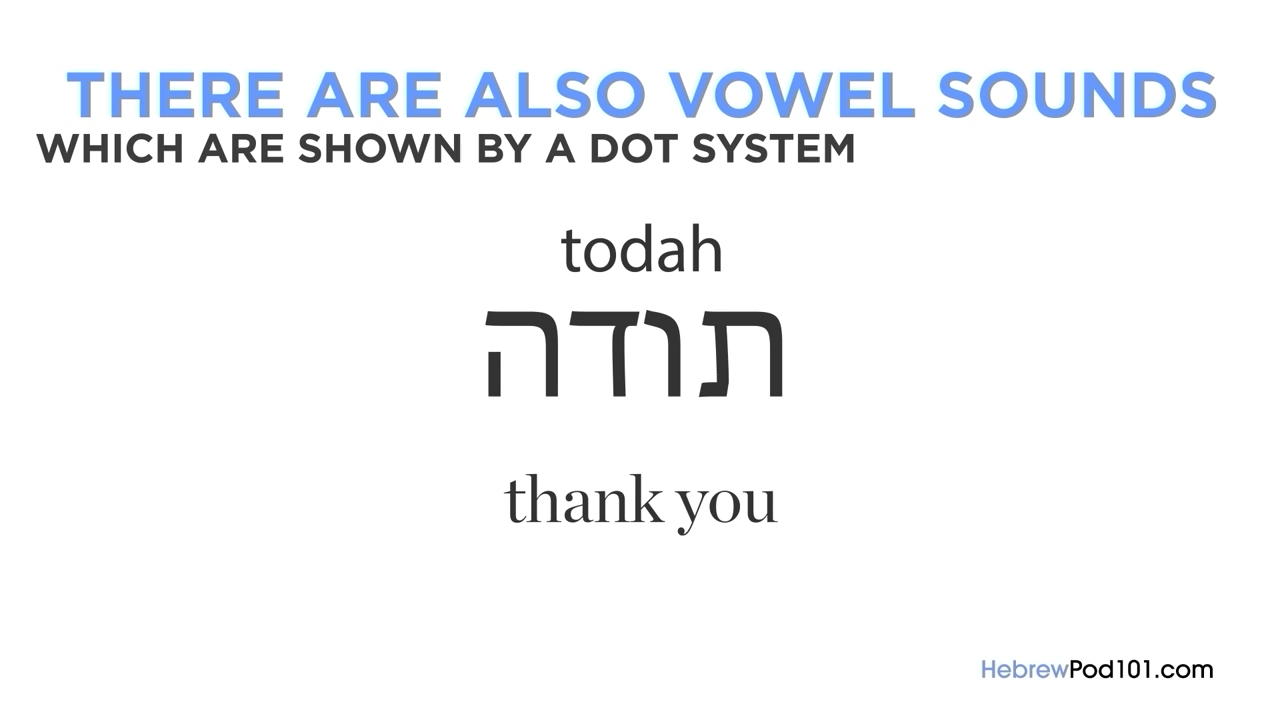 THERE ARE ALSO VOWEL SOUNDS
WHICH ARE SHOWN BY A DOT SYSTEM
todah
תודה
thank you
HebrewPod101.com